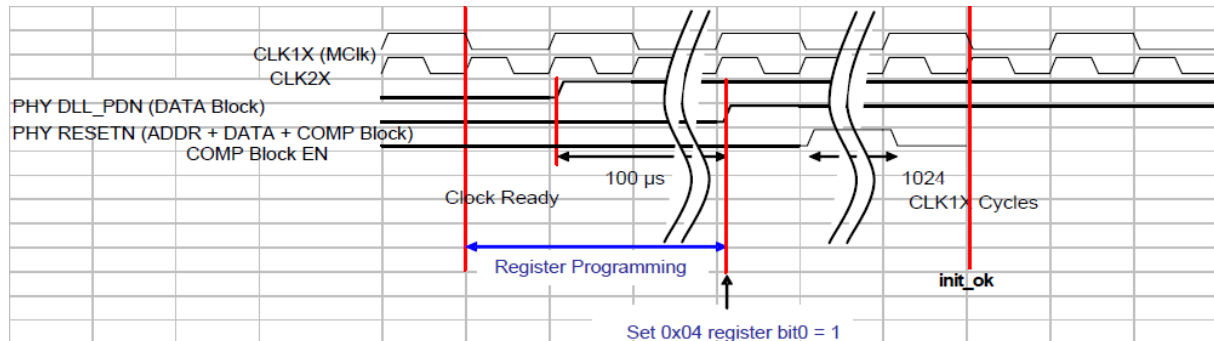 CLK1X (MClk)
CLK2X
PHY DLL_PDN (DATA Block)
PHY RESETN (ADDR + DATA + COMP Block)
COMP Block EN
100 µs
1024
Clock Ready
CLK1X Cycles
Register Programming
init_ok
Set 0x04 register bit0 = 1